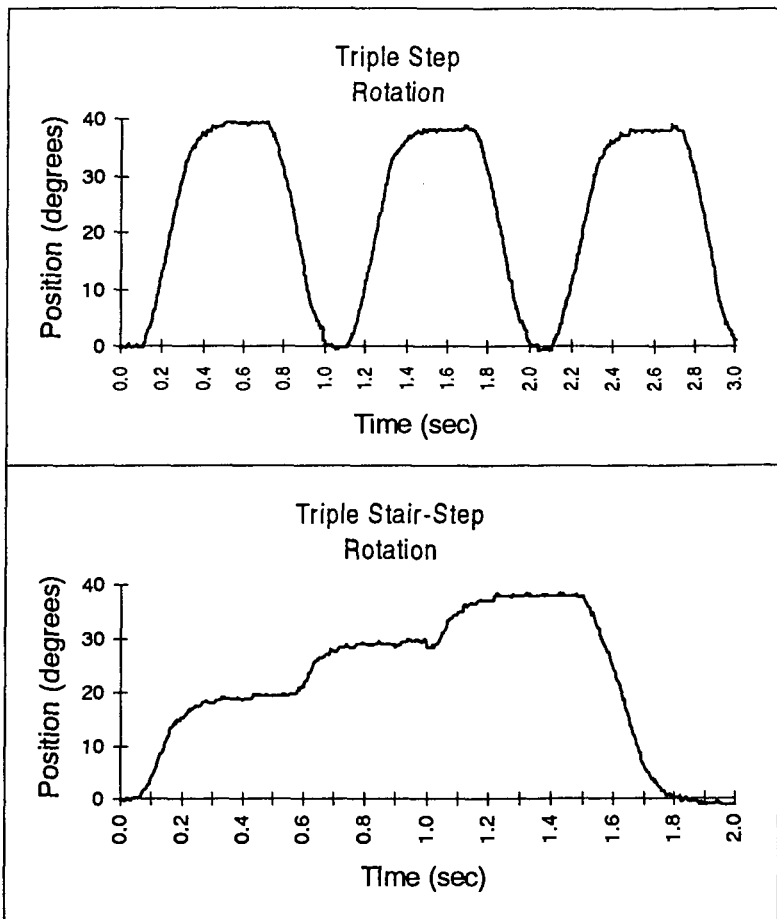 Triple Step
Rotation
Position (degrees)
40
30
20
10
0
0.0 0.2 0.4 0.6 0.8 1.0 1.2 1.4 1.6 1.8 2.0 2.2 2.4 2.6 2.8 3.0
Time (sec)
Triple Stair-Step
Rotation
Position (degrees)
40
30
20
10
0
0.0 0.2 0.4 0.6 0.8 1.0 1.2 1.4 1.6 1.8 2.0
Time (sec)